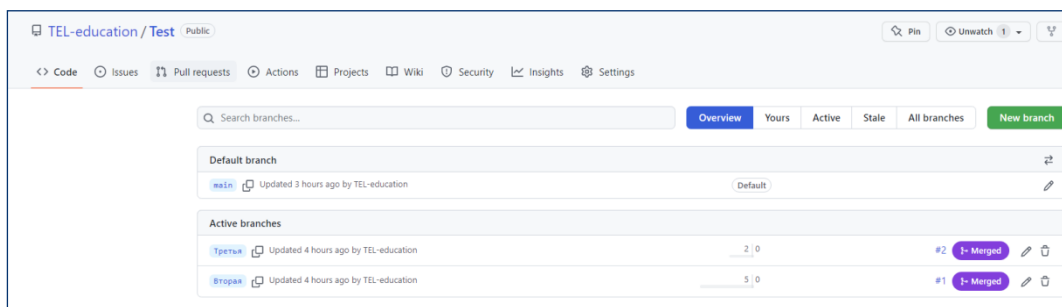 TEL-education / Test Public Pin Unwatch 1
Code Issues Pull requests Actions Projects Wiki Security Insights Settings
Search branches... Overview Yours Active Stale All branches New branch
Default branch
main Updated 3 hours ago by TEL-education Default
Active branches
Третья Updated 4 hours ago by TEL-education 2 0 #2 Merged
Вторая Updated 4 hours ago by TEL-education 5 0 #1 Merged